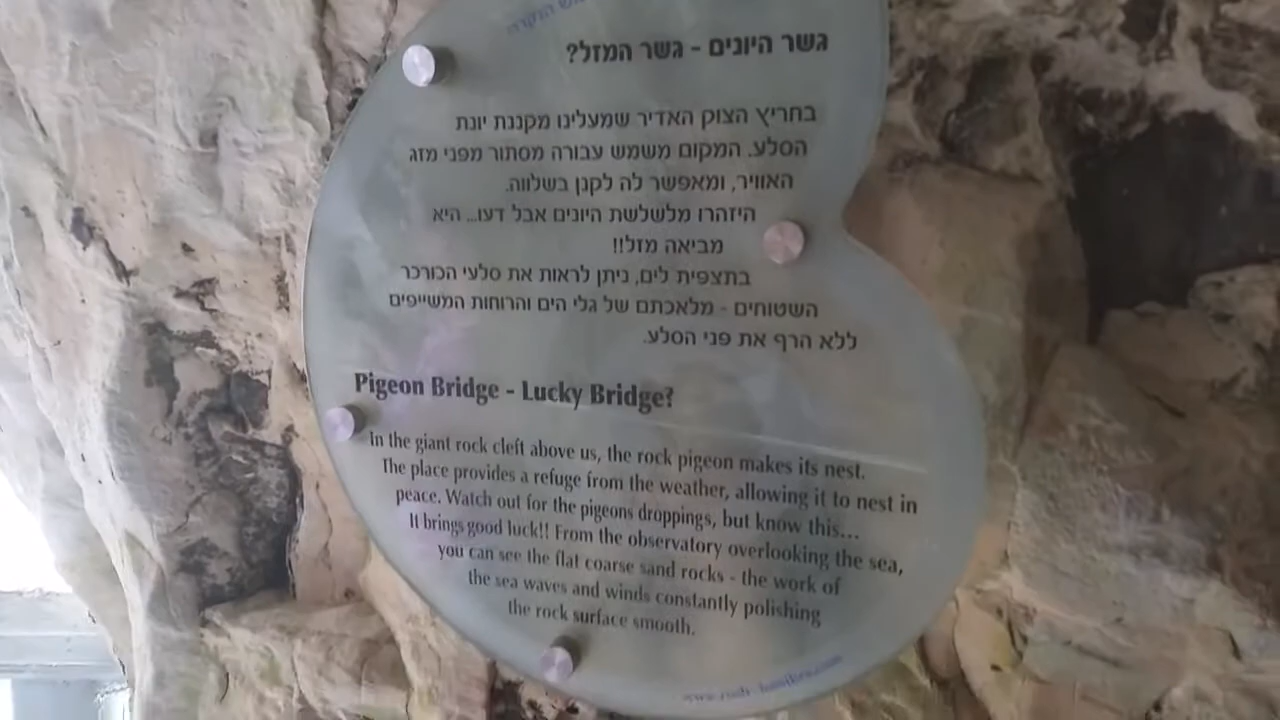 גשר היונים - גשר המזל?
בחריץ הצוק האדיר שמעלינו מקננת יונת
הסלע. המקום משמש עבורה מסתור מפני מזג
האוויר, ומאפשר לה לקנן בשלווה.
היזהרו מלשלשת היונים אבל דעו... היא
מביאה מזל!!
בתצפית לים, ניתן לראות את סלעי הכורכר
השטוחים - מלאכתם של גלי הים והרוחות המשייפים
ללא הרף את פני הסלע.
Pigeon Bridge - Lucky Bridge?
In the giant rock cleft above us, the rock pigeon makes its nest.
The place provides a refuge from the weather, allowing it to nest in
peace. Watch out for the pigeons droppings, but know this...
It brings good luck!! From the observatory overlooking the sea,
you can see the flat coarse sand rocks - the work of
the sea waves and winds constantly polishing
the rock surface smooth.